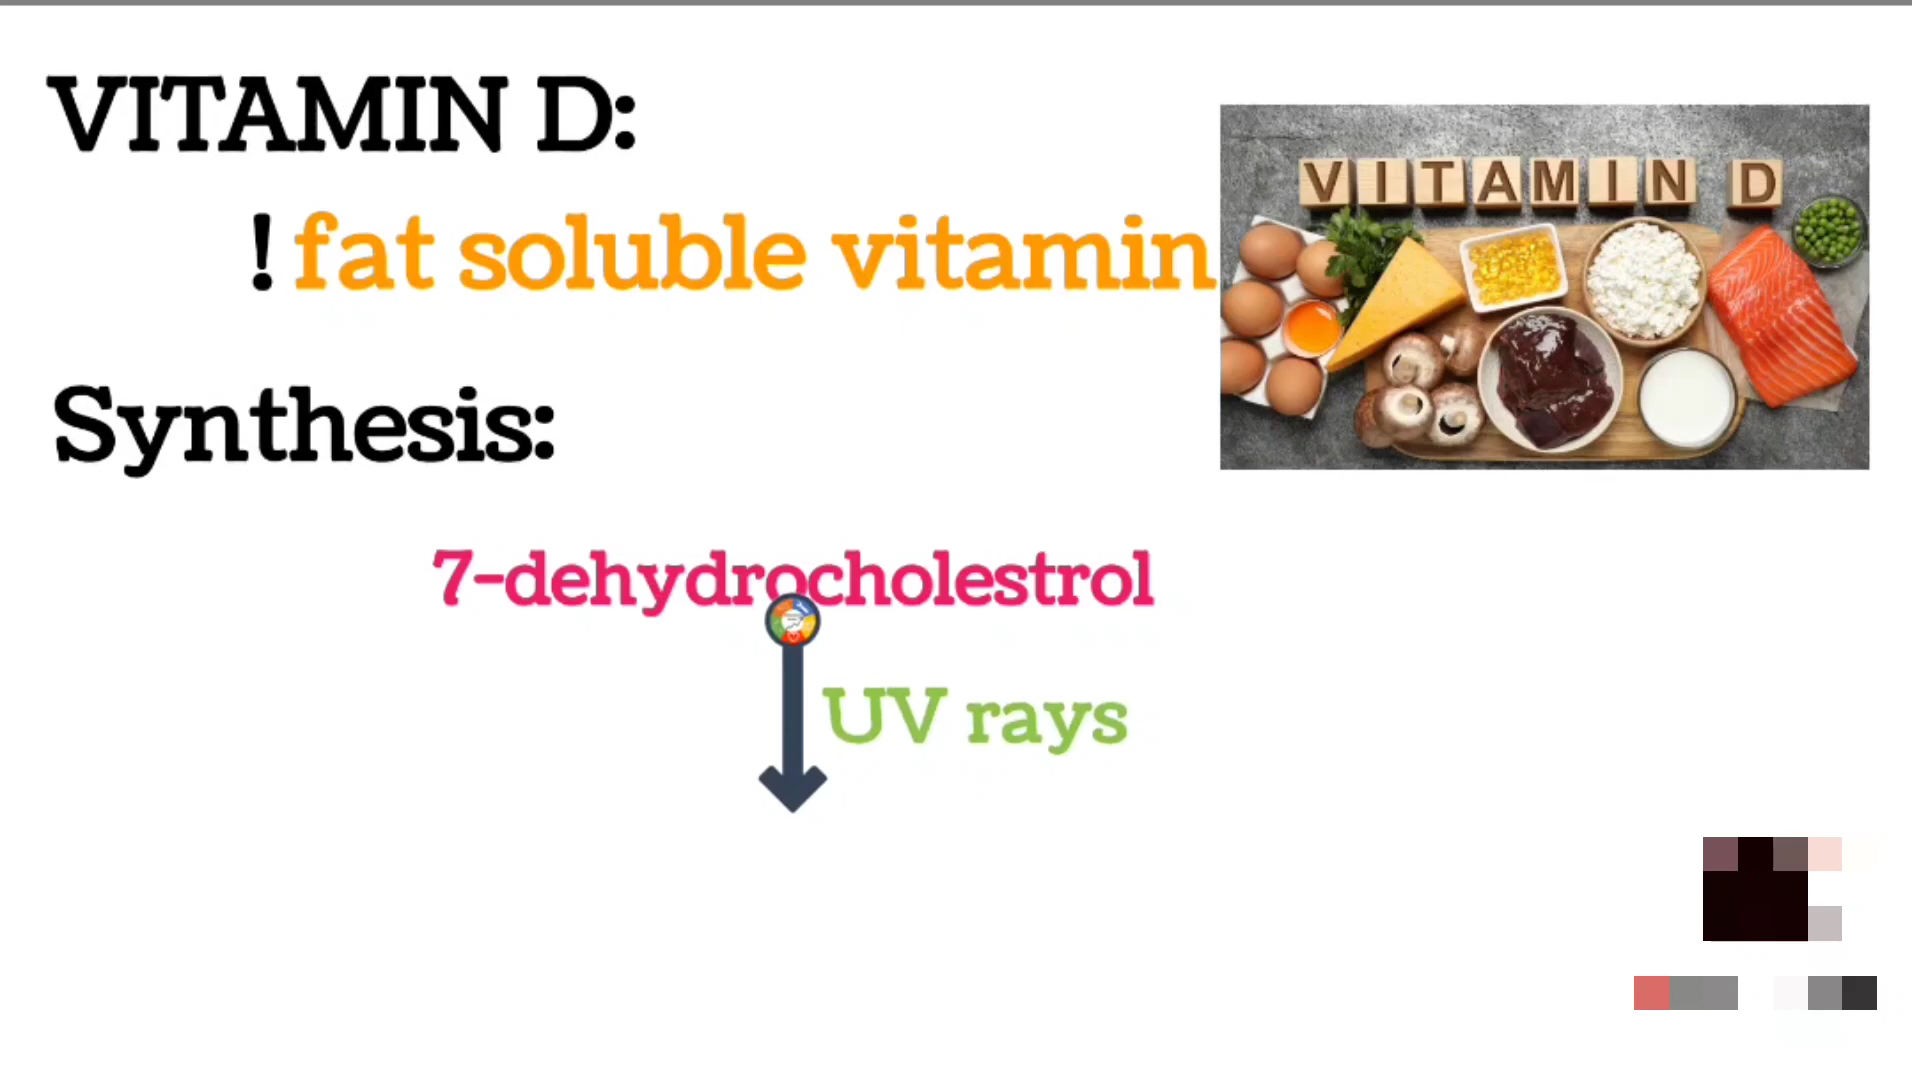 VITAMIN D:
! fat soluble vitamin
VITAMIN D
Synthesis:
7-dehydrocholestrol
UV rays